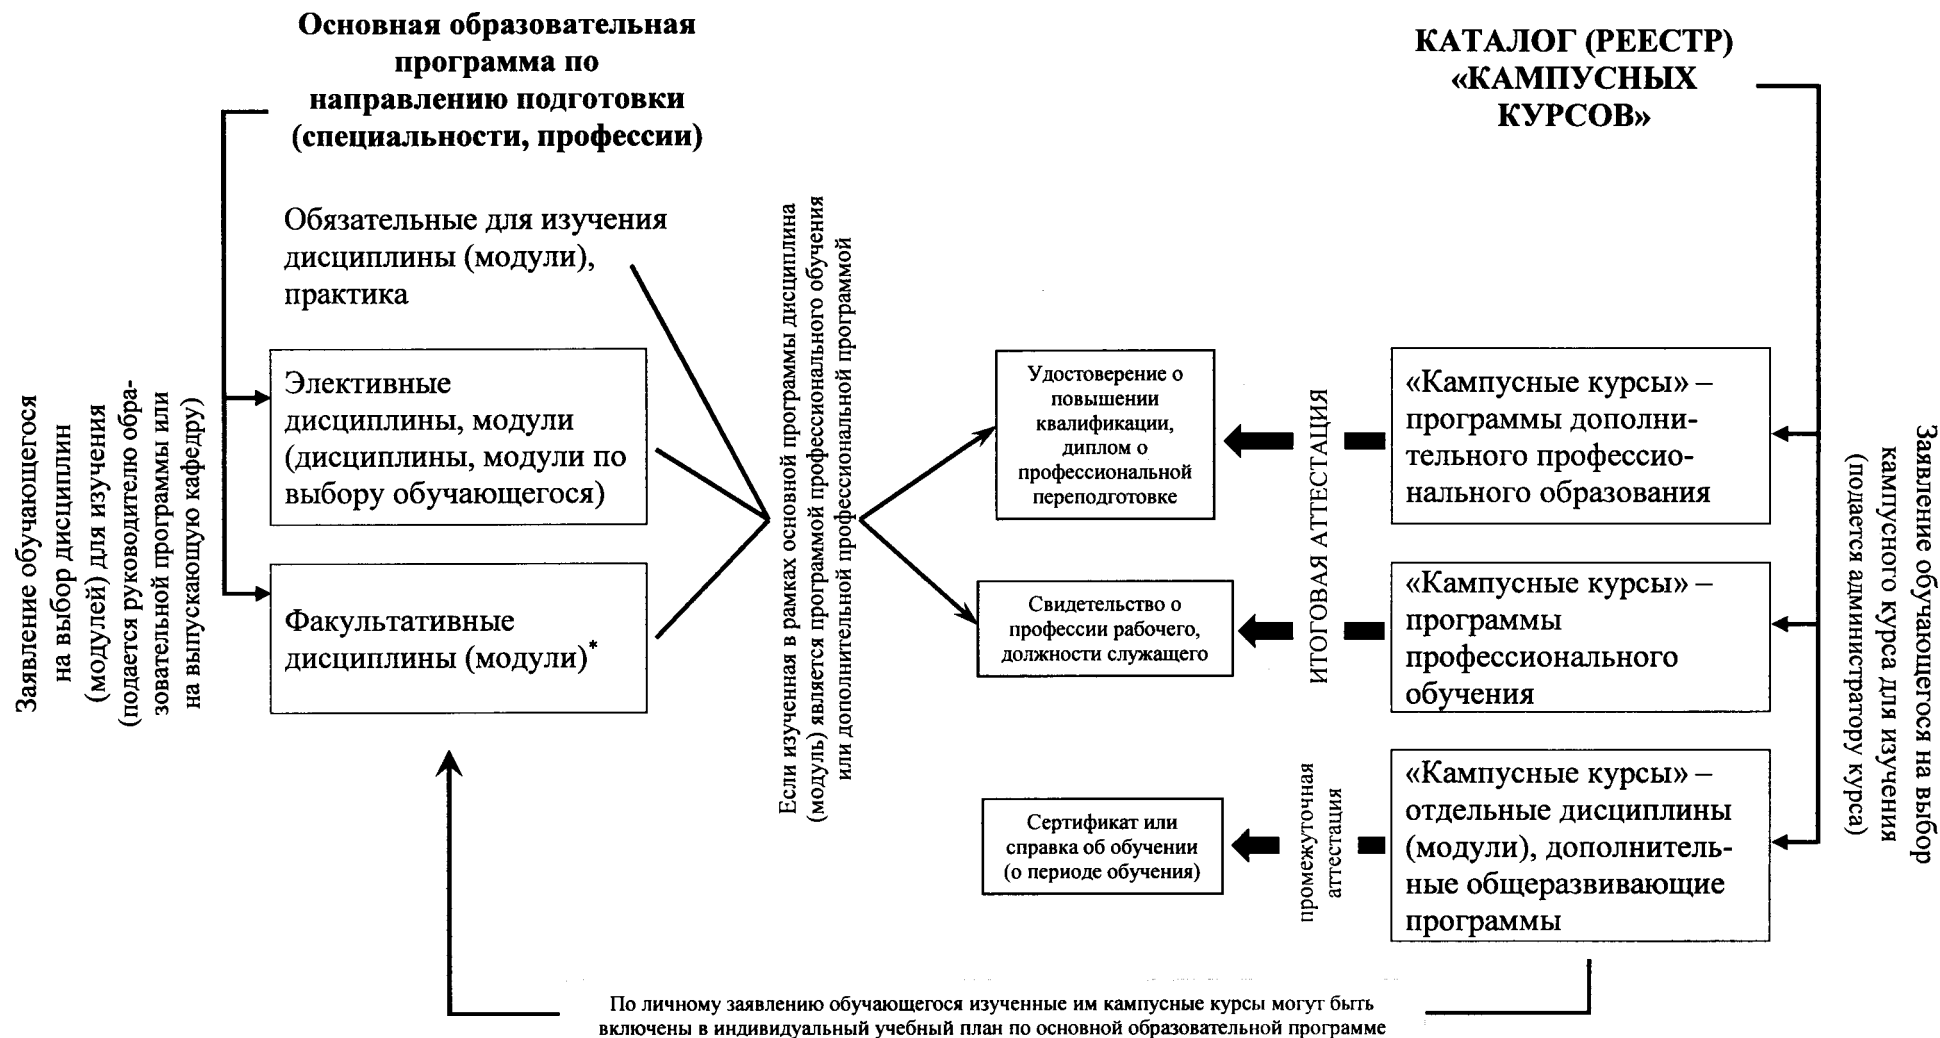 Основная образовательная
программа по
направлению подготовки
(специальности, профессии)
КАТАЛОГ (РЕЕСТР)
«КАМПУСНЫХ
КУРСОВ»
Заявление обучающегося
на выбор дисциплин
(модулей) для изучения
(подается руководителю обра-
зовательной программы или
на выпускающую кафедру)
Обязательные для изучения
дисциплины (модули),
практика
Элективные
дисциплины, модули
(дисциплины, модули по
выбору обучающегося)
Факультативные
дисциплины (модули)*
Если изученная в рамках основной программы дисциплина
(модуль) является программой профессионального обучения
или дополнительной профессиональной программой
Удостоверение о
повышении
квалификации,
диплом о
профессиональной
переподготовке
Свидетельство о
профессии рабочего,
должности служащего
Сертификат или
справка об обучении
(о периоде обучения)
ИТОГОВАЯ АТТЕСТАЦИЯ
промежуточная
аттестация
«Кампусные курсы» –
программы дополни-
тельного профессио-
нального образования
«Кампусные курсы» –
программы
профессионального
обучения
«Кампусные курсы» –
отдельные дисциплины
(модули), дополнитель-
ные общеразвивающие
программы
Заявление обучающегося на выбор
кампусного курса для изучения
(подается администратору курса)
По личному заявлению обучающегося изученные им кампусные курсы могут быть
включены в индивидуальный учебный план по основной образовательной программе